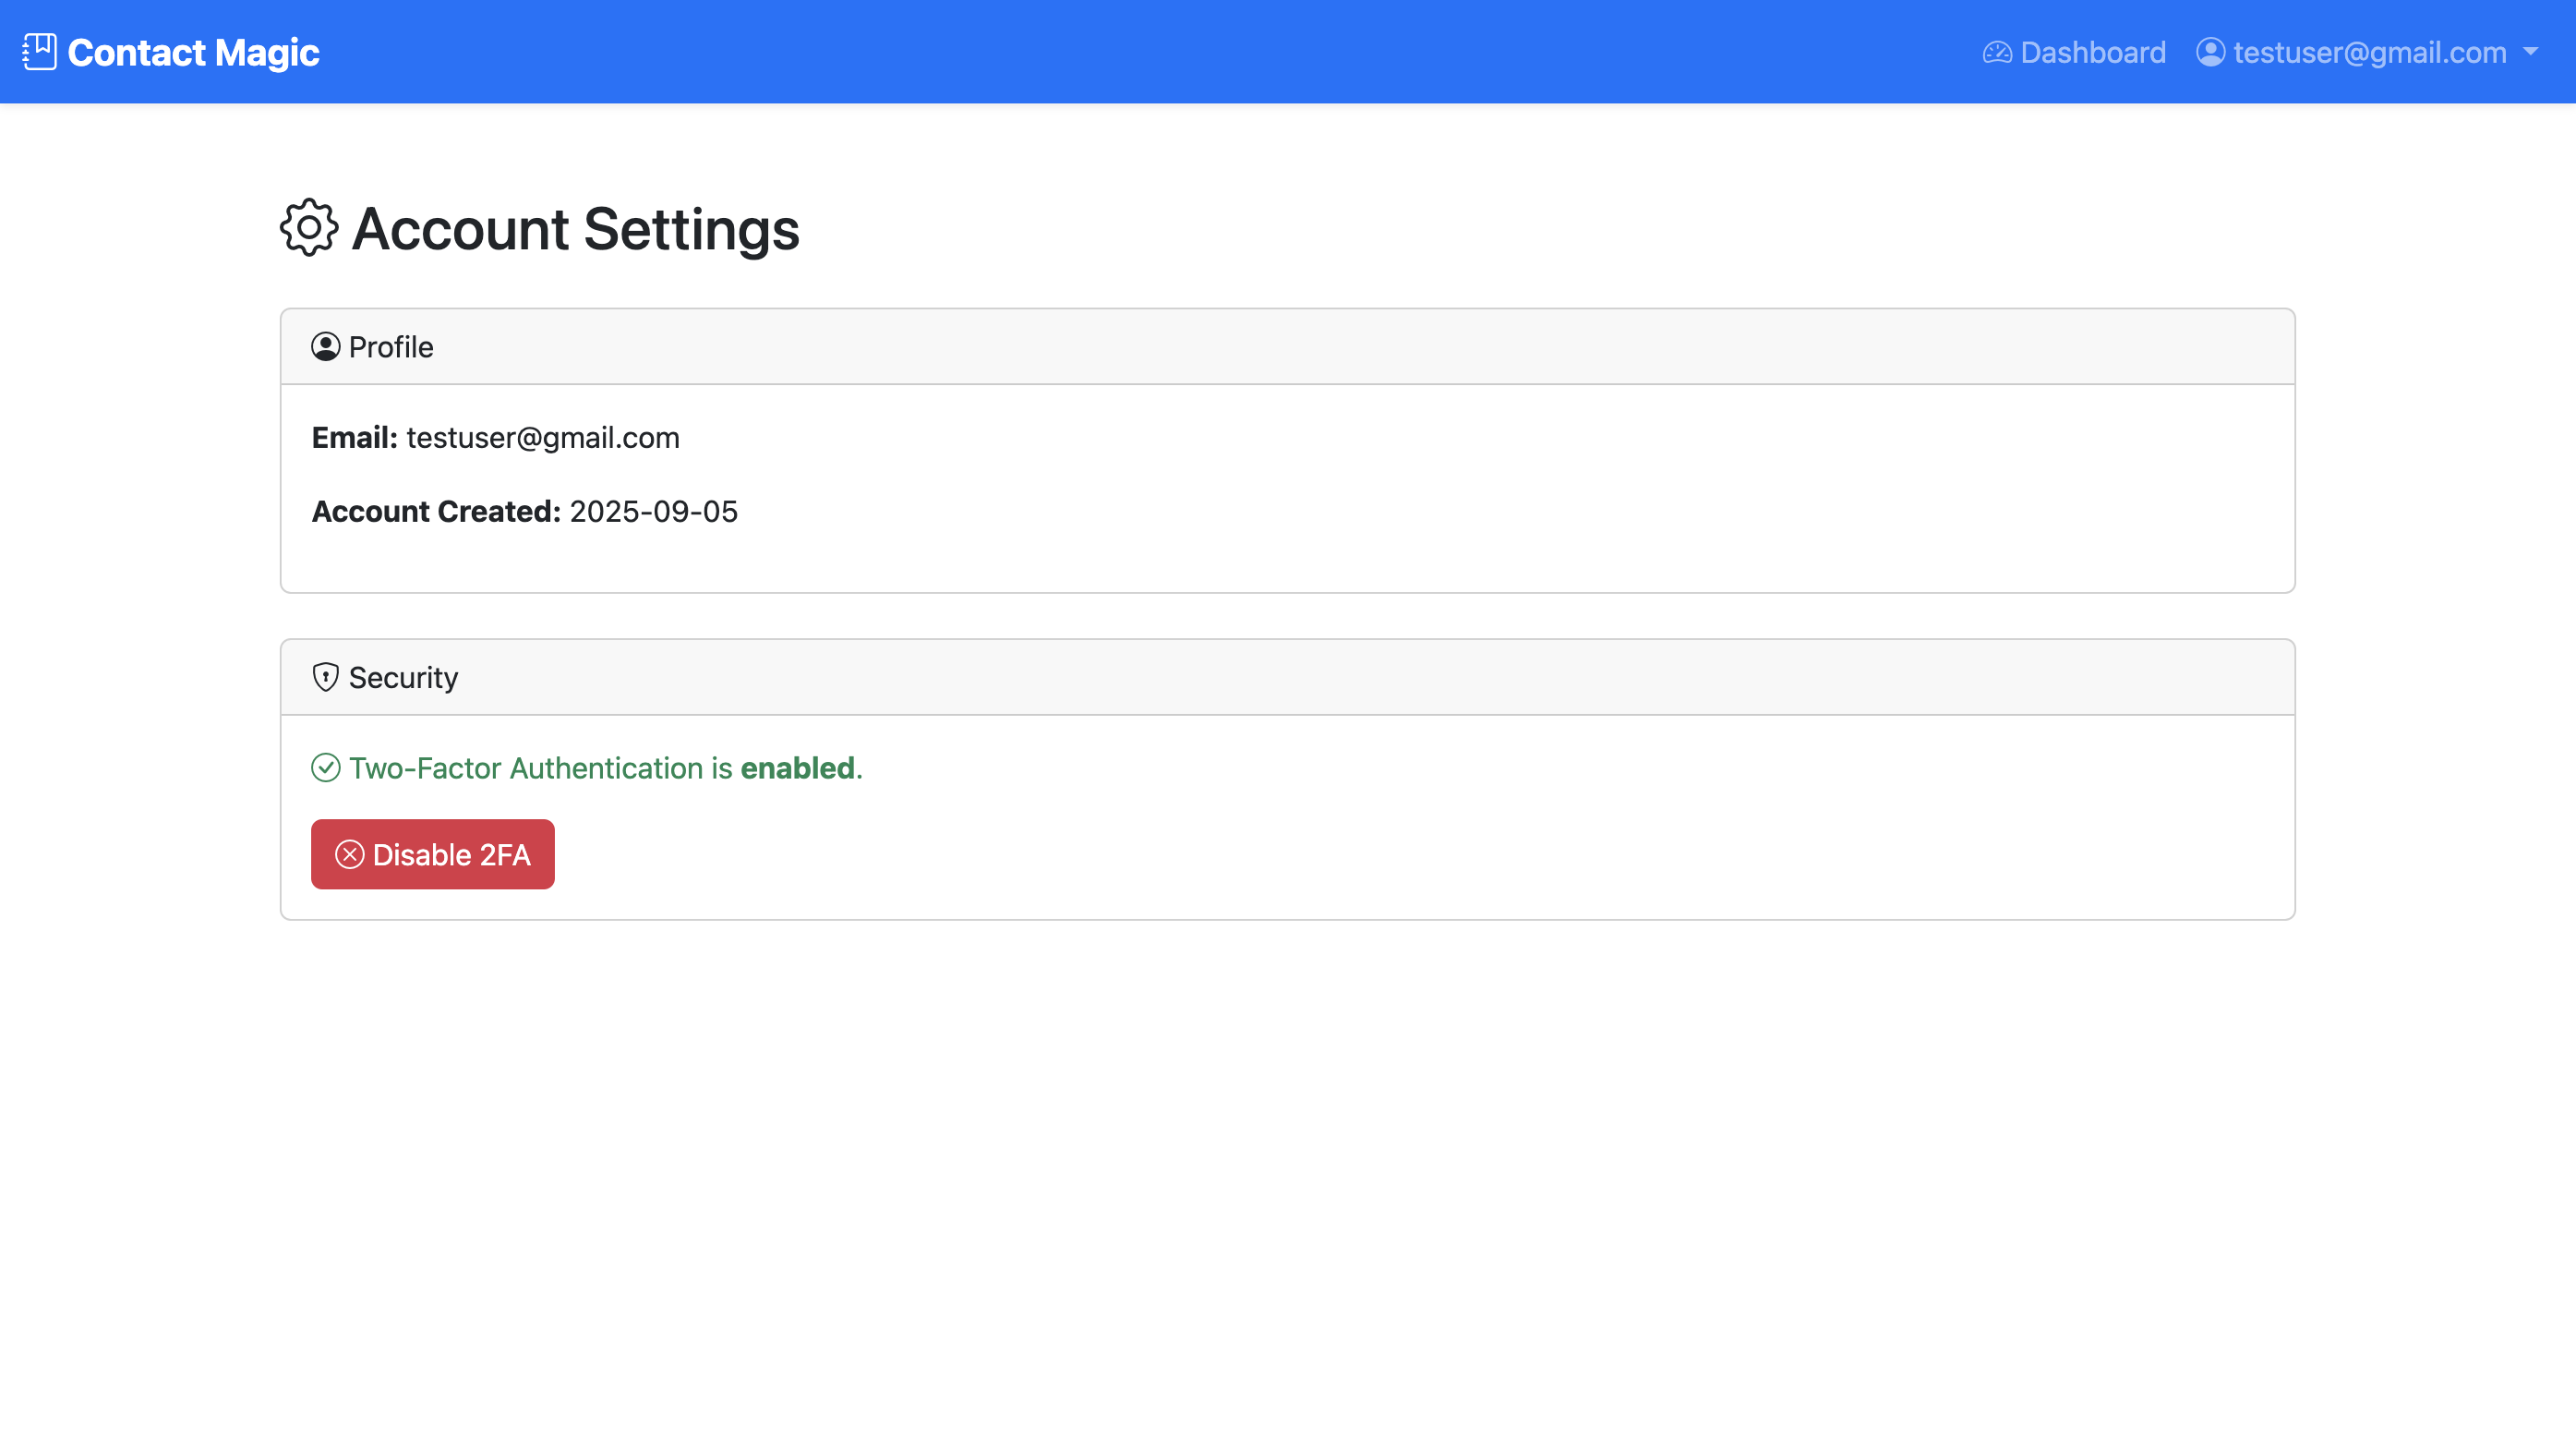 Contact Magic
Dashboard
testuser@gmail.com
Account Settings
Profile
Email: testuser@gmail.com
Account Created: 2025-09-05
Security
Two-Factor Authentication is enabled.
Disable 2FA